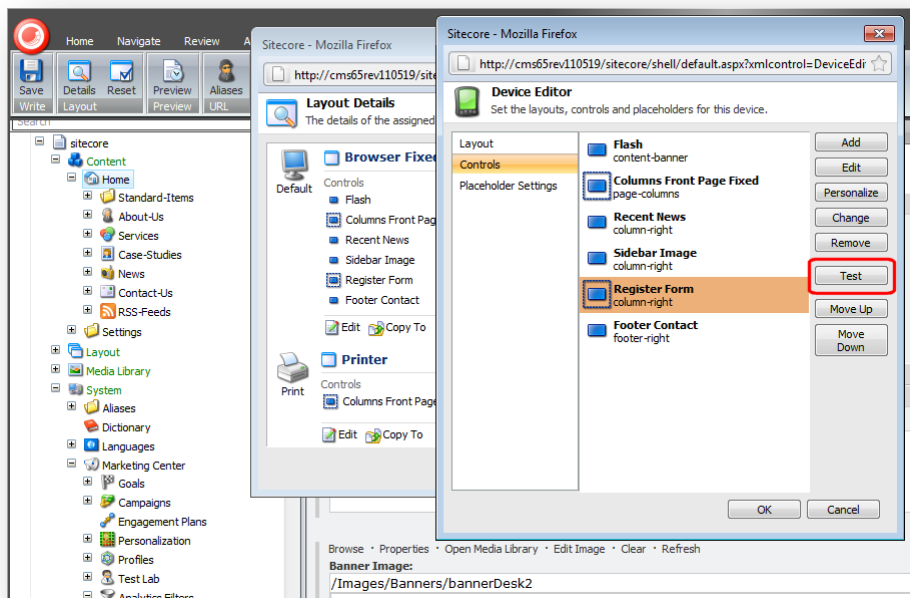 Home Navigate Review A
Save
Write
Details Reset
Layout
Preview
Preview
Aliases
URL
Search
sitecore
Content
Home
Standard-Items
About-Us
Services
Case-Studies
News
Contact-Us
RSS-Feeds
Settings
Layout
Media Library
System
Aliases
Dictionary
Languages
Marketing Center
Goals
Campaigns
Engagement Plans
Personalization
Profiles
Test Lab
Analytics Filters
Sitecore - Mozilla Firefox
http://cms65rev110519/site
Layout Details
The details of the assigned
Default
Browser Fixe
Controls
Flash
Columns Front Pag
Recent News
Sidebar Image
Register Form
Footer Contact
Edit Copy To
Print
Printer
Controls
Columns Front Page
Edit Copy To
Sitecore - Mozilla Firefox
http://cms65rev110519/sitecore/shell/default.aspx?xmlcontrol=DeviceEdi
Device Editor
Set the layouts, controls and placeholders for this device.
Layout
Controls
Placeholder Settings
Flash
content-banner
Columns Front Page Fixed
page-columns
Recent News
column-right
Sidebar Image
column-right
Register Form
column-right
Footer Contact
footer-right
Add
Edit
Personalize
Change
Remove
Test
Move Up
Move
Down
OK Cancel
Browse · Properties · Open Media Library · Edit Image · Clear · Refresh
Banner Image:
/Images/Banners/bannerDesk2